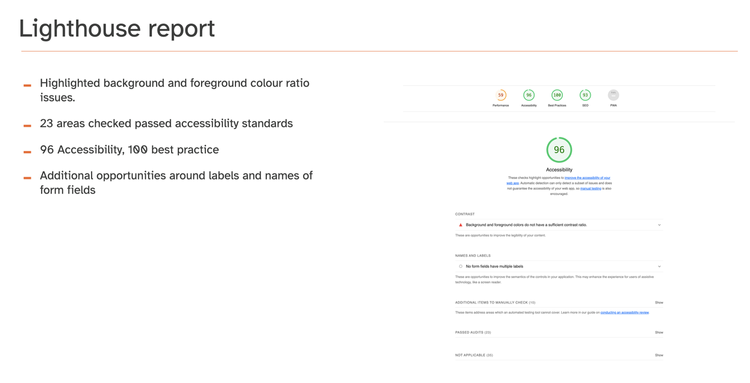 Lighthouse report
Highlighted background and foreground colour ratio
issues.
23 areas checked passed accessibility standards
96 Accessibility, 100 best practice
Additional opportunities around labels and names of
form fields
59 96 100 93
Performance Accessibility Best Practices SEO PWA
96
Accessibility
These checks highlight opportunities to improve the accessibility of your
web app. Automatic detection can only detect a subset of issues and does
not guarantee the accessibility of your web app, so manual testing is also
encouraged.
CONTRAST
Background and foreground colors do not have a sufficient contrast ratio.
These are opportunities to improve the legibility of your content.
NAMES AND LABELS
No form fields have multiple labels
These are opportunities to improve the semantics of the controls in your application. This may enhance the experience for users of assistive
technology, like a screen reader.
ADDITIONAL ITEMS TO MANUALLY CHECK (10) Show
These items address areas which an automated testing tool cannot cover. Learn more in our guide on conducting an accessibility review.
PASSED AUDITS (23) Show
NOT APPLICABLE Show